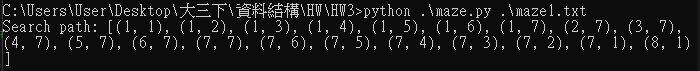 C:\Users\User\Desktop\大三下\資料結構\HW\HW3>python .\maze.py .\maze1.txt
Search path: [(1, 1), (1, 2), (1, 3), (1, 4), (1, 5), (1, 6), (1, 7), (2, 7), (3, 7),
(4, 7), (5, 7), (6, 7), (7, 7), (7, 6), (7, 5), (7, 4), (7, 3), (7, 2), (7, 1), (8, 1)
]